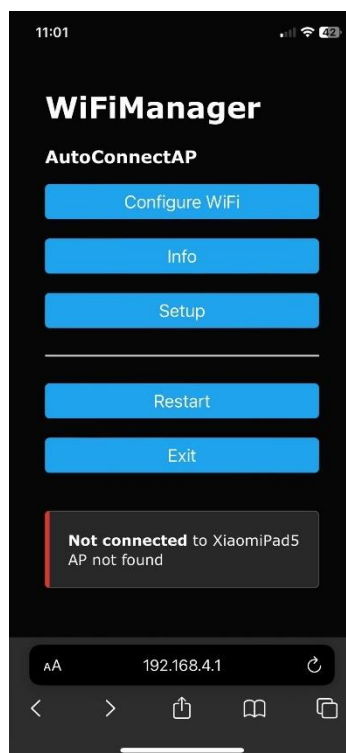 11:01
42
WiFiManager
AutoConnectAP
Configure WiFi
Info
Setup
Restart
Exit
Not connected to XiaomiPad5
AP not found
AA
192.168.4.1